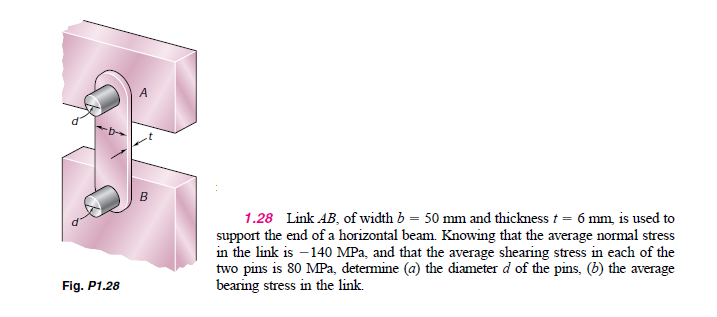 A
d
b
t
B
d
1.28 Link AB, of width b = 50 mm and thickness t = 6 mm, is used to
support the end of a horizontal beam. Knowing that the average normal stress
in the link is −140 MPa, and that the average shearing stress in each of the
two pins is 80 MPa, determine (a) the diameter d of the pins, (b) the average
bearing stress in the link.
Fig. P1.28